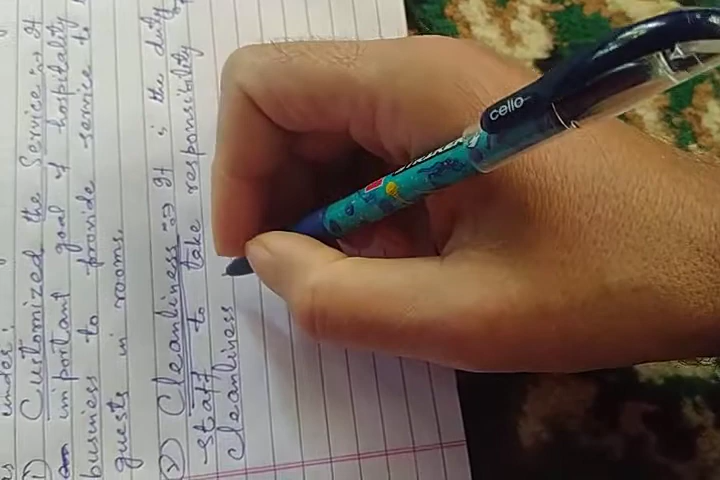 under:
1) Customized the Service => It
important goal of hospitality
business to provide service to
guests in rooms.
2) Cleanliness => It is the duty
staff to take responsibility
cleanliness
cello